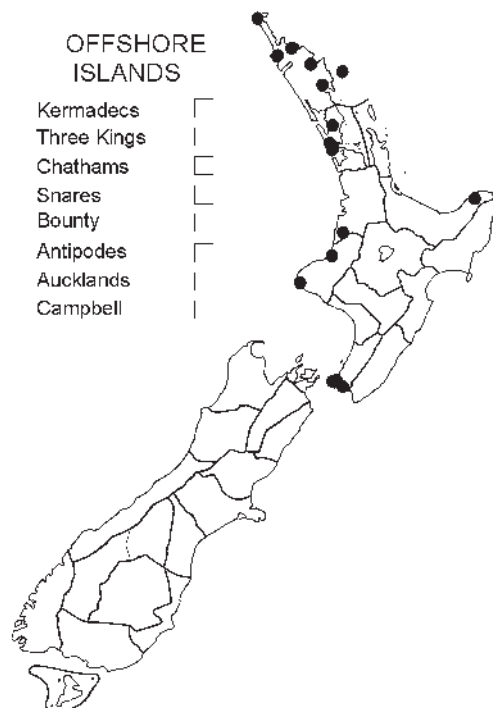 OFFSHORE
ISLANDS
Kermadecs
Three Kings
Chathams
Snares
Bounty
Antipodes
Aucklands
Campbell